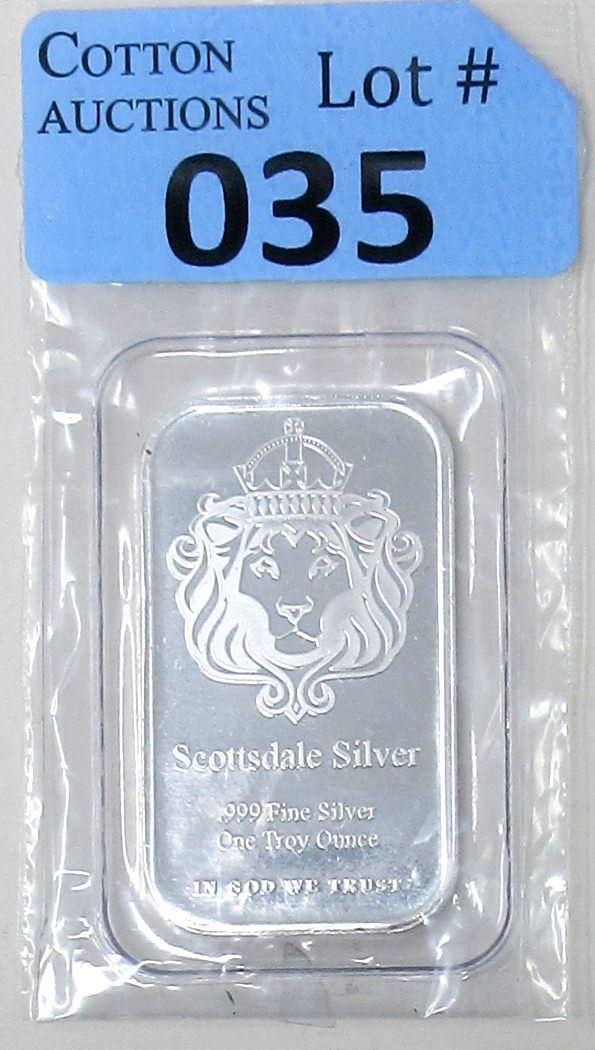 COTTON
AUCTIONS
Lot #
035
Scottsdale Silver
.999 Fine Silver
One Troy Ounce
IN GOD WE TRUST